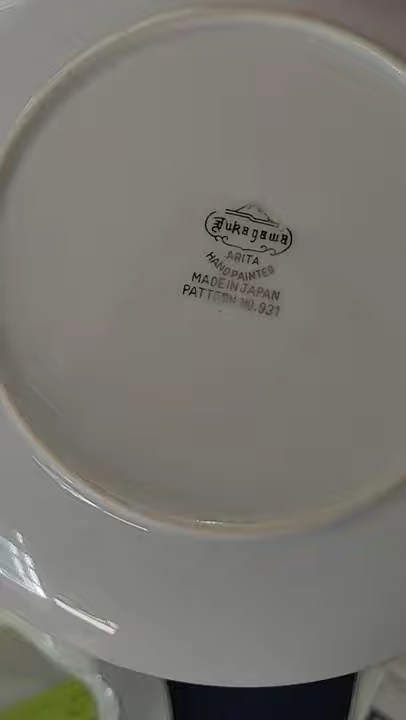 Fukagawa
ARITA
HANDPAINTED
MADE IN JAPAN
PATTERN NO.931